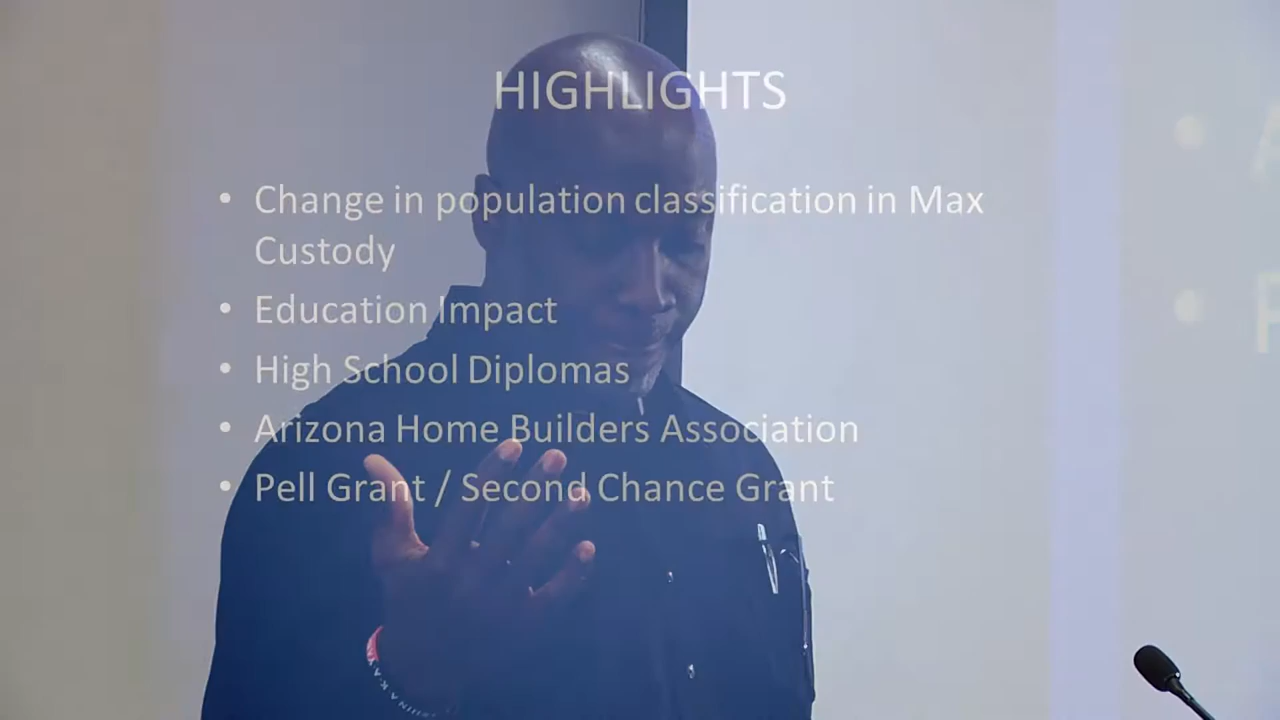 HIGHLIGHTS
• Change in population classification in Max
Custody
• Education Impact
• High School Diplomas
• Arizona Home Builders Association
• Pell Grant / Second Chance Grant